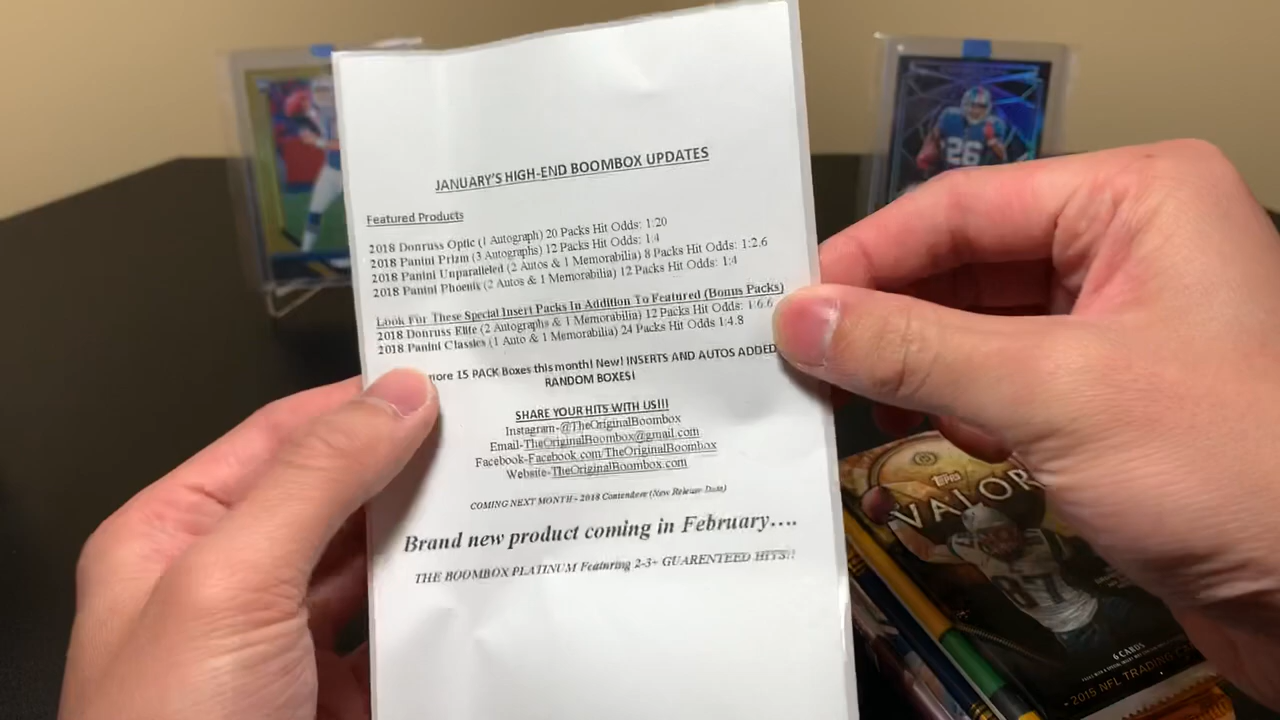 JANUARY'S HIGH-END BOOMBOX UPDATES
Featured Products
2018 Donruss Optic (1 Autograph) 20 Packs Hit Odds: 1:20
2018 Panini Prizm (3 Autographs) 12 Packs Hit Odds: 1:4
2018 Panini Unparalleled (2 Autos & 1 Memorabilia) 8 Packs Hit Odds: 1:2.6
2018 Panini Phoenix (2 Autos & 1 Memorabilia) 12 Packs Hit Odds: 1:4
Look For These Special Insert Packs In Addition To Featured (Bonus Packs)
2018 Donruss Elite (2 Autographs & 1 Memorabilia) 12 Packs Hit Odds: 1:6.6
2018 Panini Classics (1 Auto & 1 Memorabilia) 24 Packs Hit Odds 1:4.8
more 15 PACK Boxes this month! New! INSERTS AND AUTOS ADDED
RANDOM BOXES!
SHARE YOUR HITS WITH US!!!
Instagram-@TheOriginalBoombox
Email-TheOriginalBoombox@gmail.com
Facebook-Facebook.com/TheOriginalBoombox
Website-TheOriginalBoombox.com
COMING NEXT MONTH - 2018 Contenders (New Release Date)
Brand new product coming in February....
THE BOOMBOX PLATINUM Featuring 2-3+ GUARENTEED HITS!!
26
TOPPS
VALOR
87
6 CARDS
2015 NFL TRADING